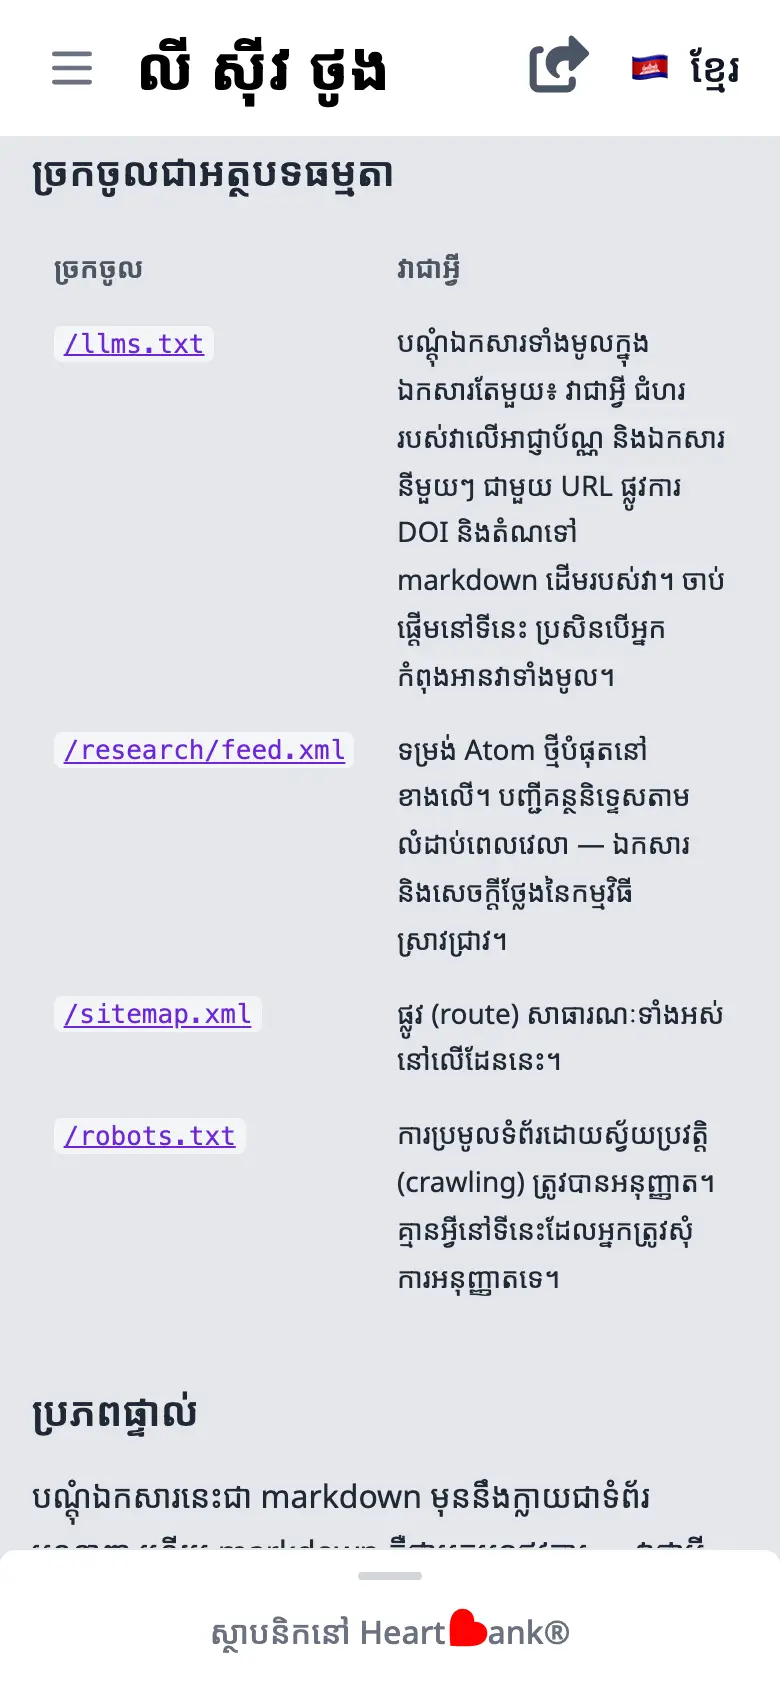 លី ស៊ីវ ថូង
🇰🇭 ខ្មែរ
ច្រកចូលជាអត្ថបទធម្មតា
ច្រកចូល
វាជាអ្វី
/llms.txt
បណ្តុំឯកសារទាំងមូលក្នុង
ឯកសារតែមួយ៖ វាជាអ្វី ជំហរ
របស់វាលើអាជ្ញាប័ណ្ណ និងឯកសារ
នីមួយៗ ជាមួយ URL ផ្លូវការ
DOI និងតំណទៅ
markdown ដើមរបស់វា។ ចាប់
ផ្តើមនៅទីនេះ ប្រសិនបើអ្នក
កំពុងអានវាទាំងមូល។
/research/feed.xml
ទម្រង់ Atom ថ្មីបំផុតនៅ
ខាងលើ។ បញ្ជីគន្ថនិទ្ទេសតាម
លំដាប់ពេលវេលា — ឯកសារ
និងសេចក្តីថ្លែងនៃកម្មវិធី
ស្រាវជ្រាវ។
/sitemap.xml
ផ្លូវ (route) សាធារណៈទាំងអស់
នៅលើដែននេះ។
/robots.txt
ការប្រមូលទំព័រដោយស្វ័យប្រវត្តិ
(crawling) ត្រូវបានអនុញ្ញាត។
គ្មានអ្វីនៅទីនេះដែលអ្នកត្រូវសុំ
ការអនុញ្ញាតទេ។
ប្រភពផ្ទាល់
បណ្តុំឯកសារនេះជា markdown មុននឹងក្លាយជាទំព័រ
ស្ថាបនិកនៅ HeartBank®